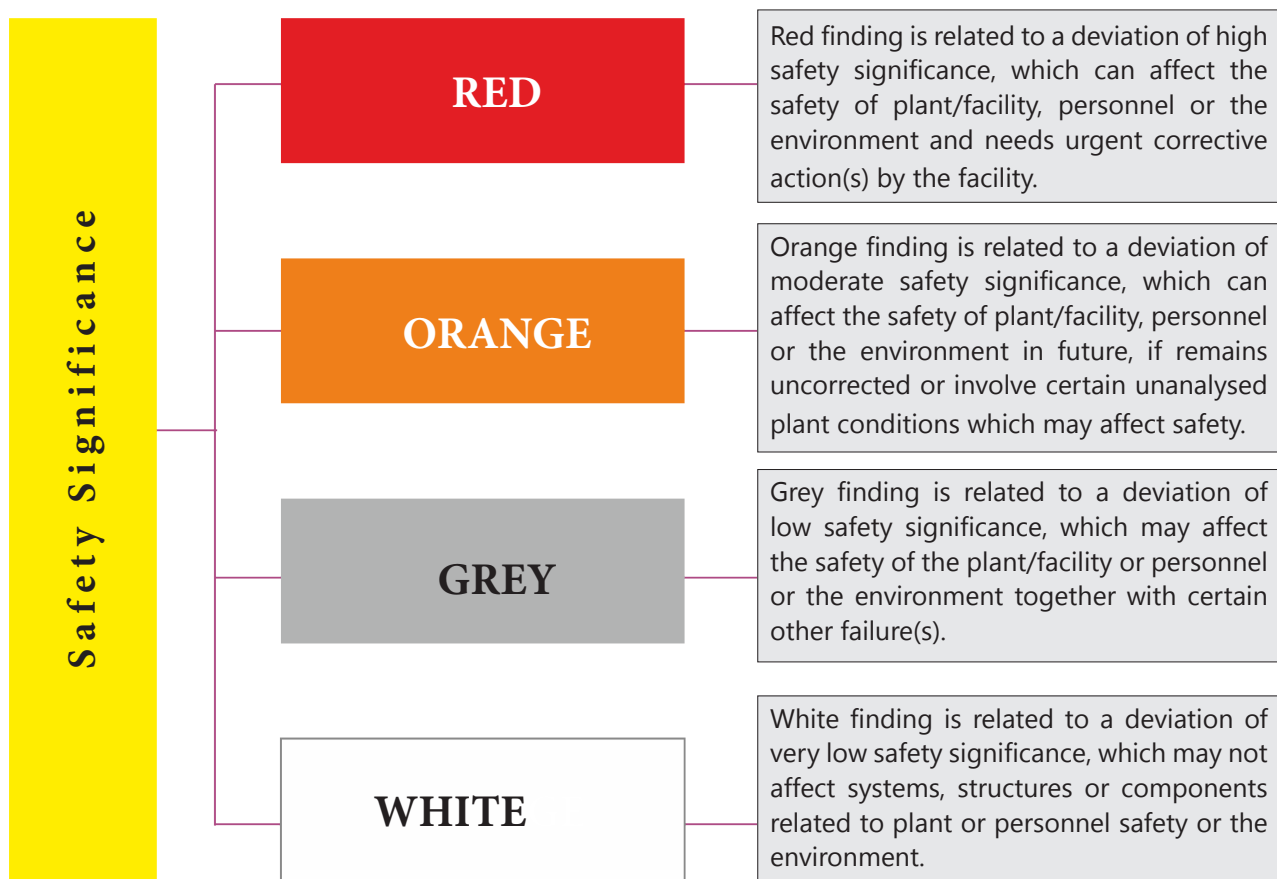 Safety Significance
RED
Red finding is related to a deviation of high
safety significance, which can affect the
safety of plant/facility, personnel or the
environment and needs urgent corrective
action(s) by the facility.
ORANGE
Orange finding is related to a deviation of
moderate safety significance, which can
affect the safety of plant/facility, personnel
or the environment in future, if remains
uncorrected or involve certain unanalysed
plant conditions which may affect safety.
GREY
Grey finding is related to a deviation of
low safety significance, which may affect
the safety of the plant/facility or personnel
or the environment together with certain
other failure(s).
WHITE
White finding is related to a deviation of
very low safety significance, which may not
affect systems, structures or components
related to plant or personnel safety or the
environment.